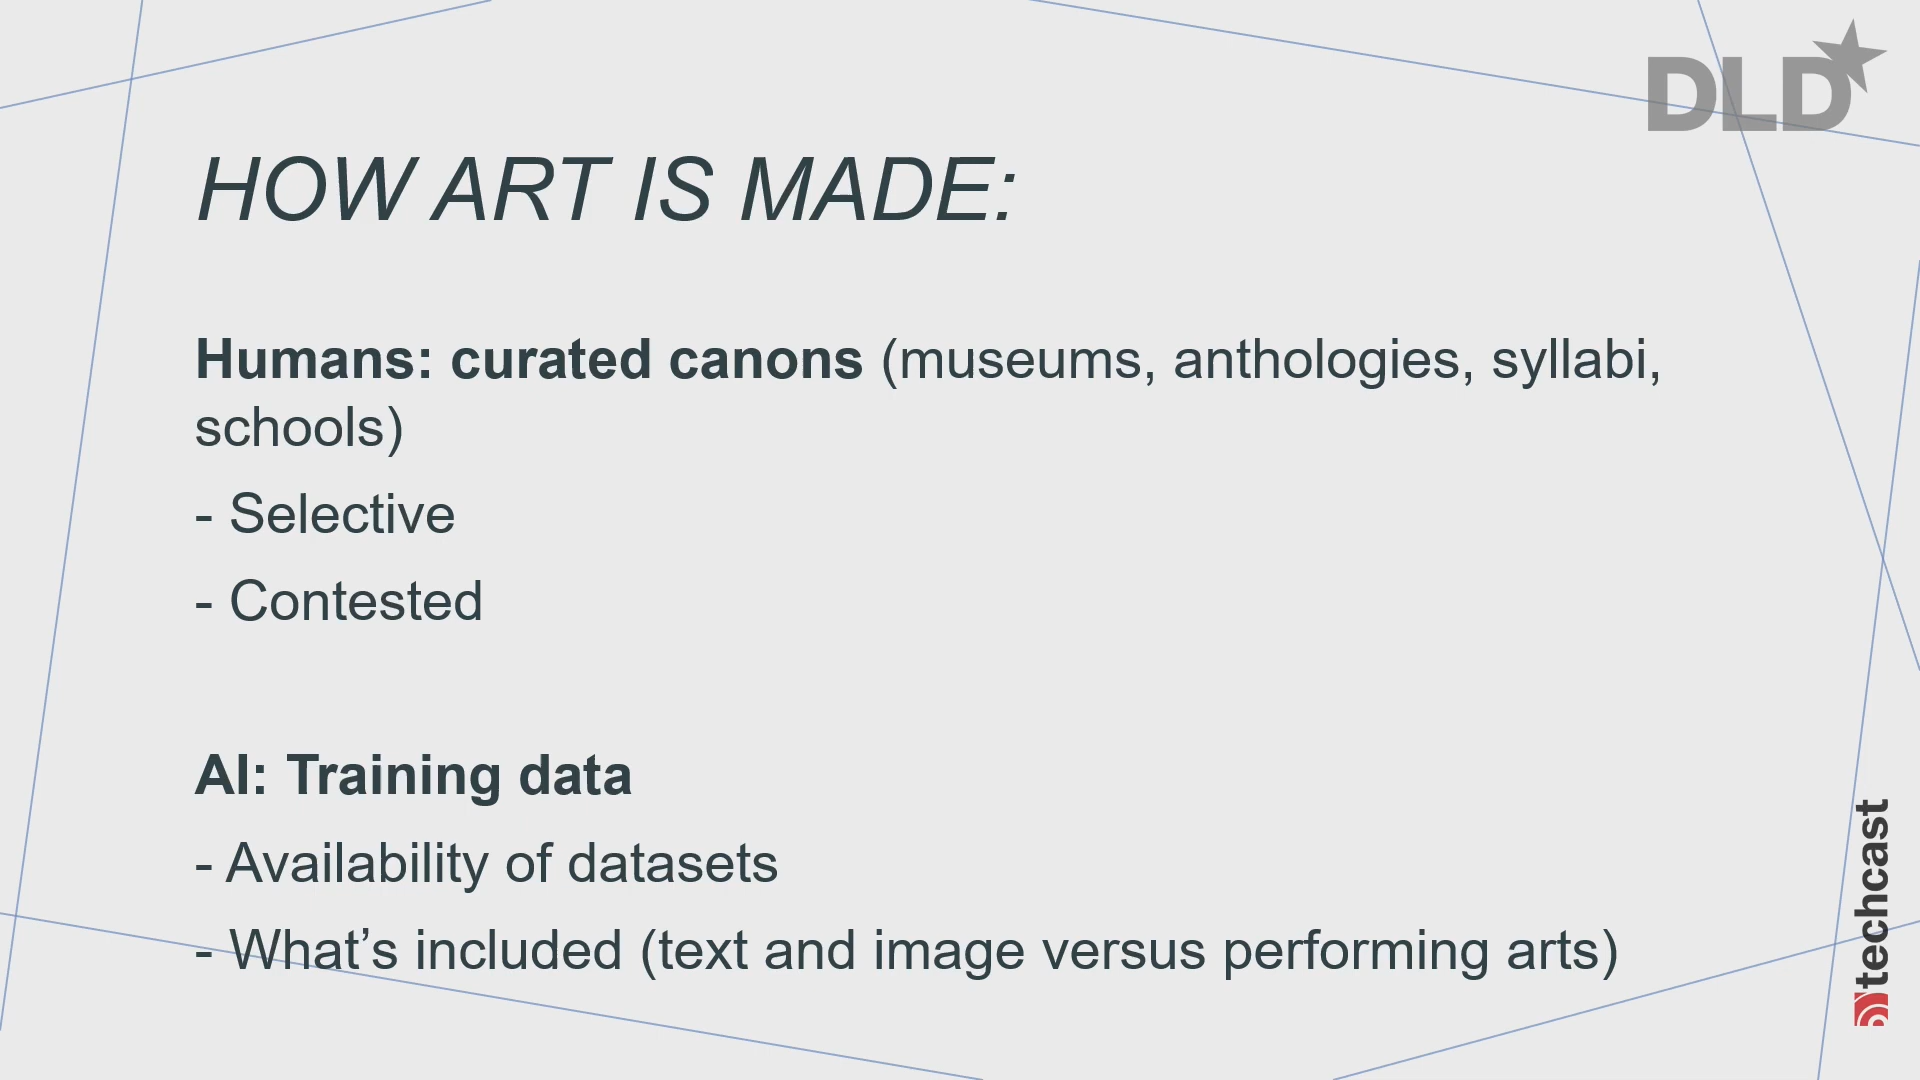 DLD
HOW ART IS MADE:
Humans: curated canons (museums, anthologies, syllabi,
schools)
- Selective
- Contested
AI: Training data
- Availability of datasets
- What’s included (text and image versus performing arts)
techcast